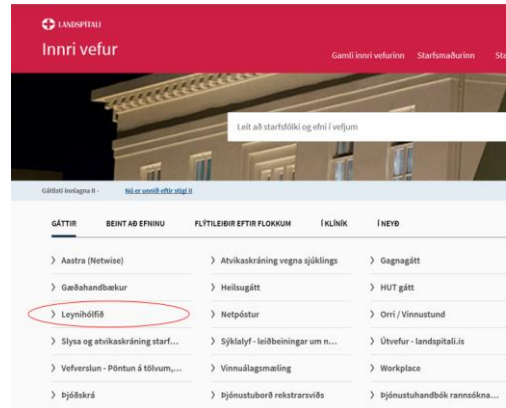 LANDSPÍTALI
Innri vefur
Gamli innri vefurinn Starfsmaðurinn Sta
Leit að starfsfólki og efni í vefjum
Gátlisti innlagna II - Nú er unnið eftir stigi II
GÁTTIR BEINT AÐ EFNINU FLÝTILEIÐIR EFTIR FLOKKUM Í KLÍNÍK Í NEYÐ
Aastra (Netwise) Atvikaskráning vegna sjúklings Gagnagátt
Gæðahandbækur Heilsugátt HUT gátt
Leynihólfið Netpóstur Orri / Vinnustund
Slysa og atvikaskráning starf... Sýklalyf - leiðbeiningar um n... Útvefur - landspitali.is
Vefverslun - Pöntun á tölvum,... Vinnuálagsmæling Workplace
Þjóðskrá Þjónustuborð rekstrarsviðs Þjónustuhandbók rannsókna...